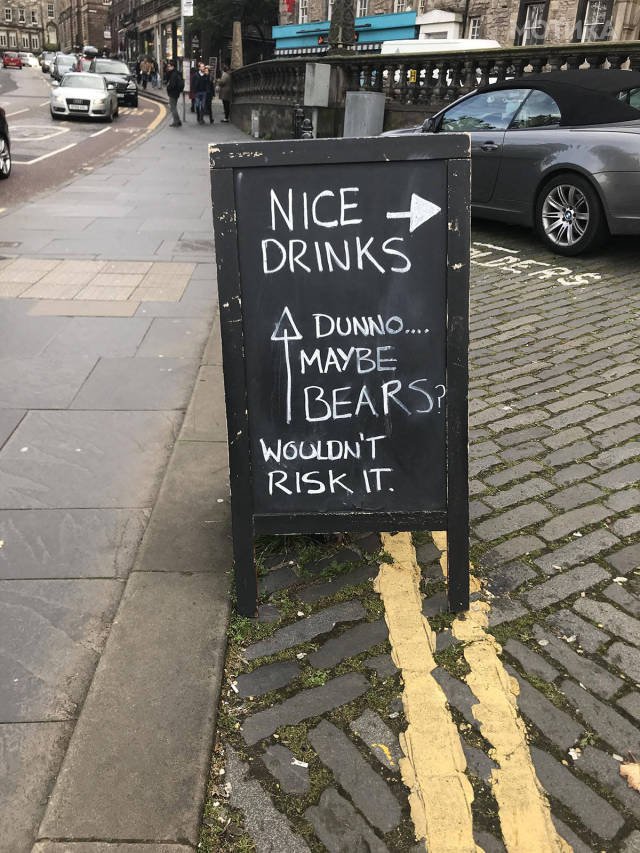 NICE →
DRINKS
↑ DUNNO....
MAYBE
BEARS?
WOULDN'T
RISK IT.